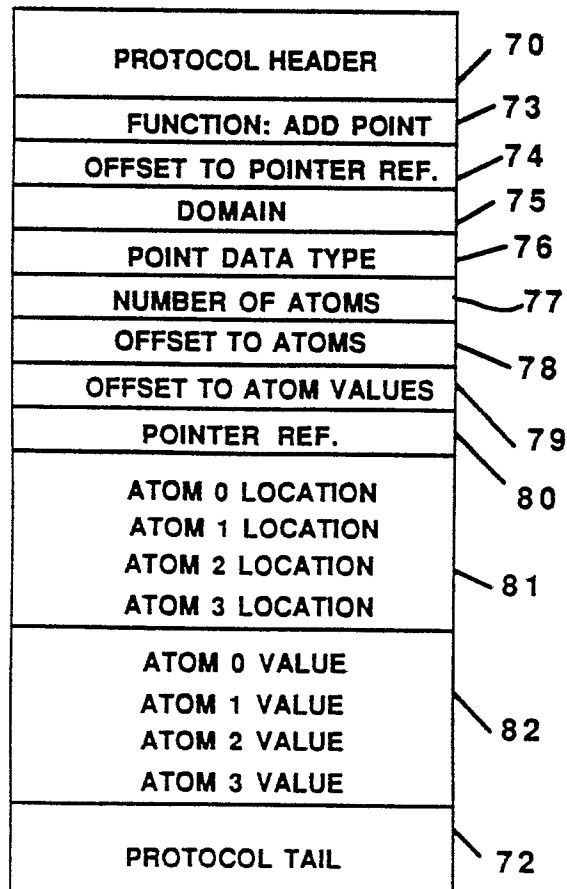 PROTOCOL HEADER 70
FUNCTION: ADD POINT 73
OFFSET TO POINTER REF. 74
DOMAIN 75
POINT DATA TYPE 76
NUMBER OF ATOMS 77
OFFSET TO ATOMS 78
OFFSET TO ATOM VALUES 79
POINTER REF. 80
ATOM 0 LOCATION
ATOM 1 LOCATION
ATOM 2 LOCATION 81
ATOM 3 LOCATION
ATOM 0 VALUE
ATOM 1 VALUE
ATOM 2 VALUE 82
ATOM 3 VALUE
PROTOCOL TAIL 72